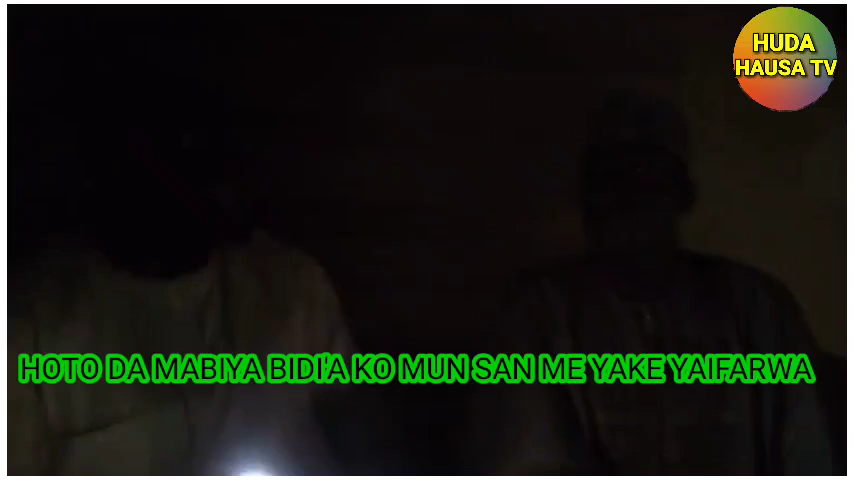 HUDA
HAUSA TV
HOTO DA MABIYA BIDI'A KO MUN SAN ME YAKE YAIFARWA